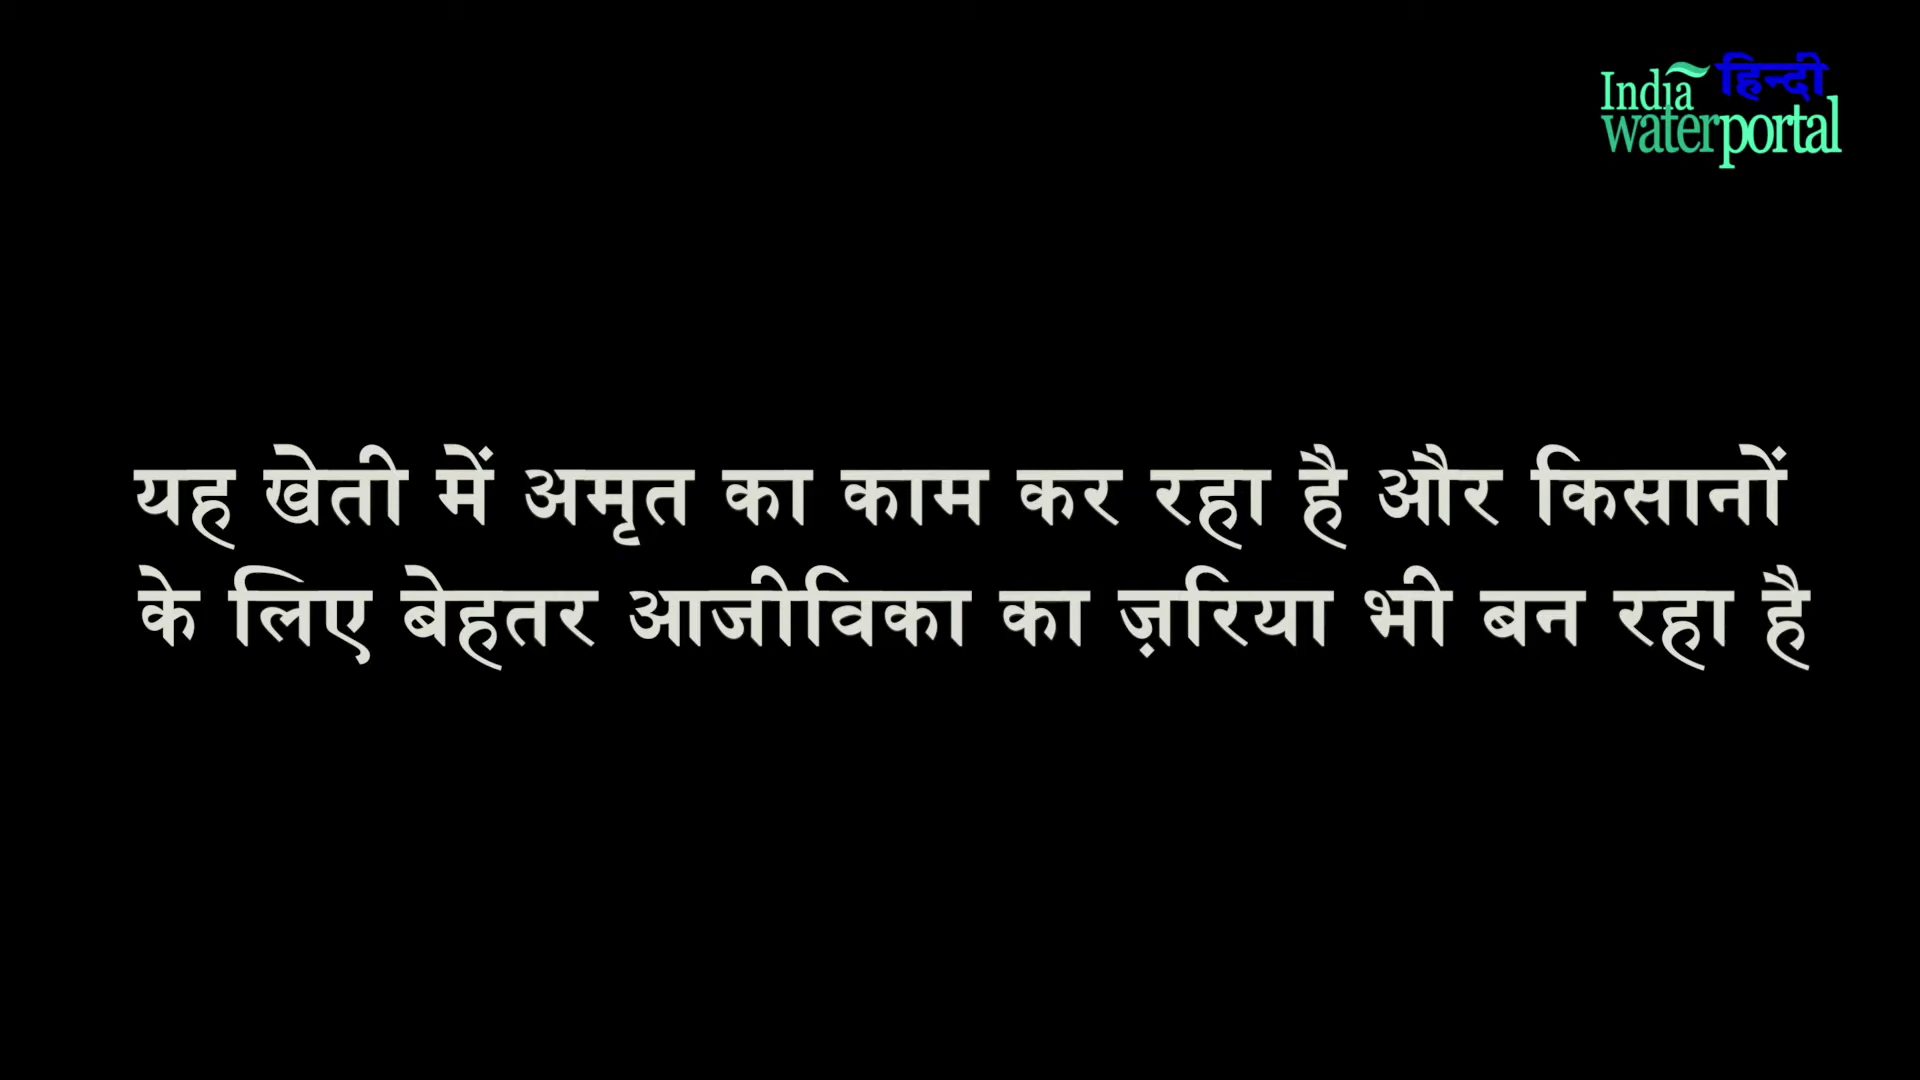 India हिन्दी
waterportal
यह खेती में अमृत का काम कर रहा है और किसानों
के लिए बेहतर आजीविका का ज़रिया भी बन रहा है